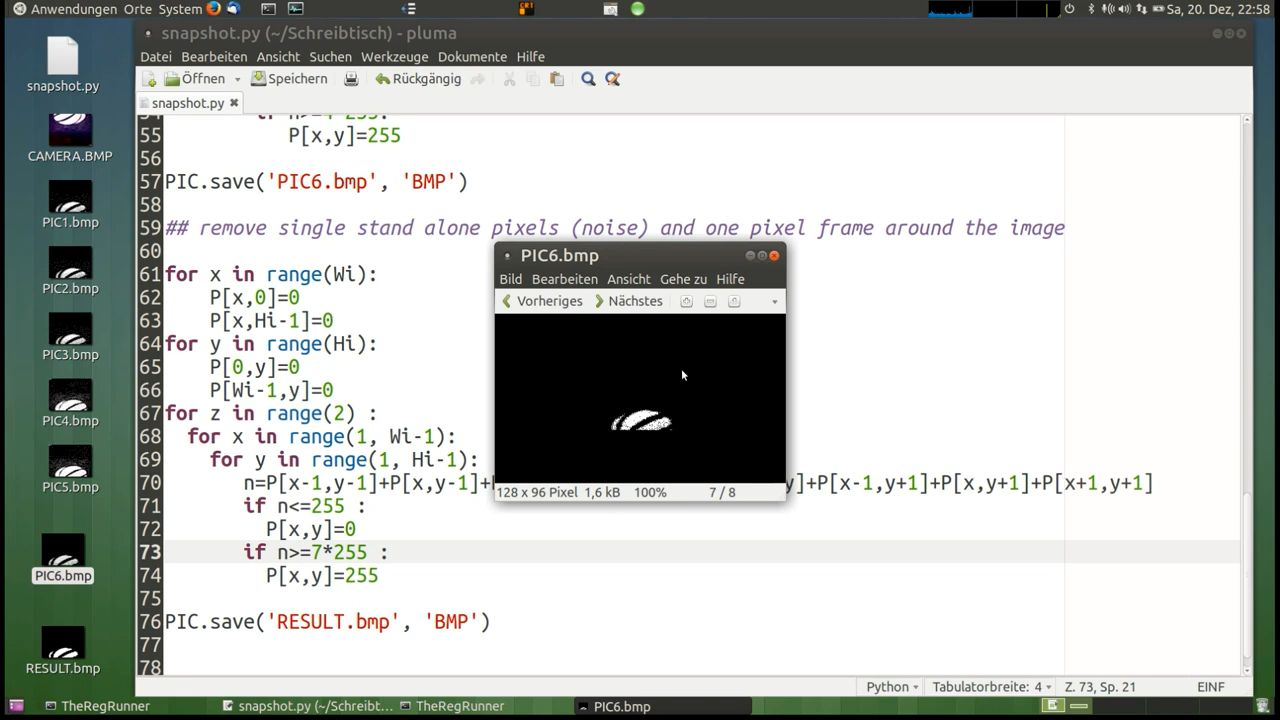 Anwendungen Orte System
Sa, 20. Dez, 22:58
snapshot.py (~/Schreibtisch) - pluma
Datei Bearbeiten Ansicht Suchen Werkzeuge Dokumente Hilfe
Öffnen Speichern Rückgängig
snapshot.py
55 P[x,y]=255
56
57 PIC.save('PIC6.bmp', 'BMP')
58
59 ## remove single stand alone pixels (noise) and one pixel frame around the image
60
61 for x in range(Wi):
62 P[x,0]=0
63 P[x,Hi-1]=0
64 for y in range(Hi):
65 P[0,y]=0
66 P[Wi-1,y]=0
67 for z in range(2) :
68 for x in range(1, Wi-1):
69 for y in range(1, Hi-1):
70 n=P[x-1,y-1]+P[x,y-1]+ y]+P[x-1,y+1]+P[x,y+1]+P[x+1,y+1]
71 if n<=255 :
72 P[x,y]=0
73 if n>=7*255 :
74 P[x,y]=255
75
76 PIC.save('RESULT.bmp', 'BMP')
77
78
PIC6.bmp
Bild Bearbeiten Ansicht Gehe zu Hilfe
Vorheriges Nächstes
128 x 96 Pixel 1,6 kB 100% 7 / 8
snapshot.py
CAMERA.BMP
PIC1.bmp
PIC2.bmp
PIC3.bmp
PIC4.bmp
PIC5.bmp
PIC6.bmp
RESULT.bmp
Python Tabulatorbreite: 4 Z. 73, Sp. 21 EINF
TheRegRunner snapshot.py (~/Schreibt... TheRegRunner PIC6.bmp